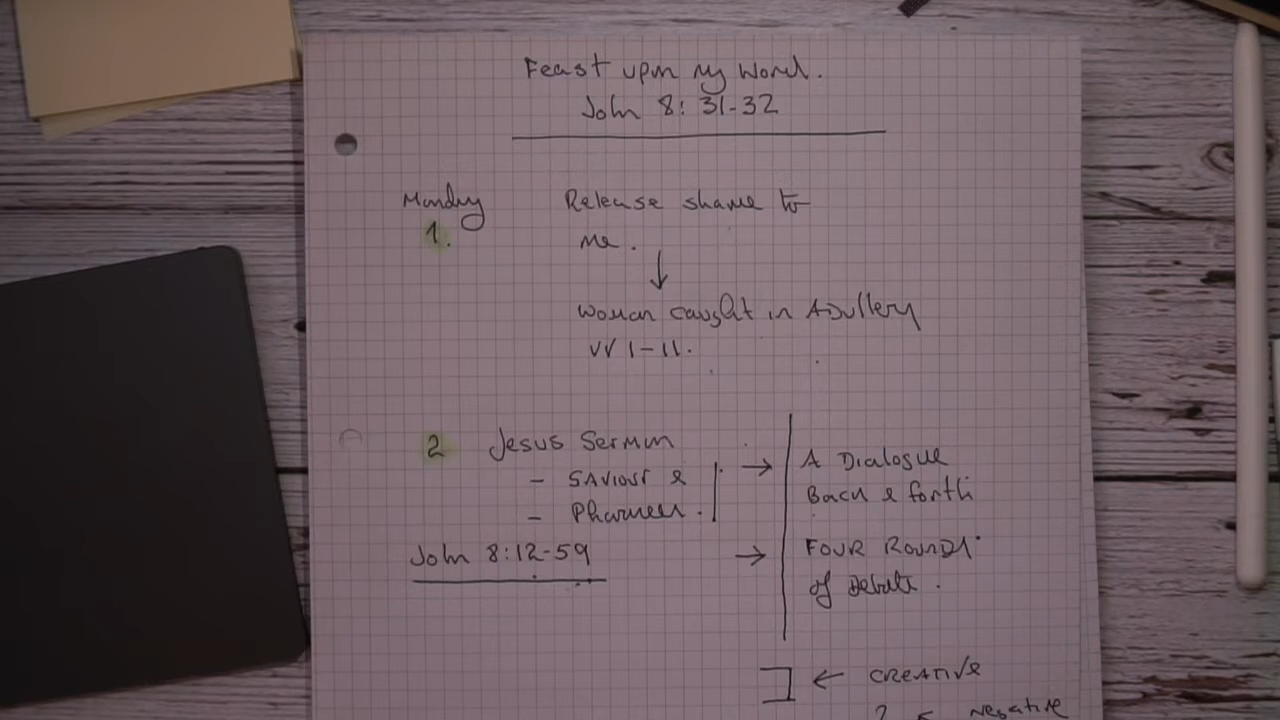 Feast upon my Word.
John 8: 31-32
Monday
1.
Release shame to
me.
↓
Woman caught in Adultery
VV 1-11.
2 Jesus Sermon
- Saviour &
- Pharisees.
John 8:12-59
→ A Dialogue
Back & forth
→ FOUR ROUNDS
of Debate.
] ← CREATIVE
? ← Negative